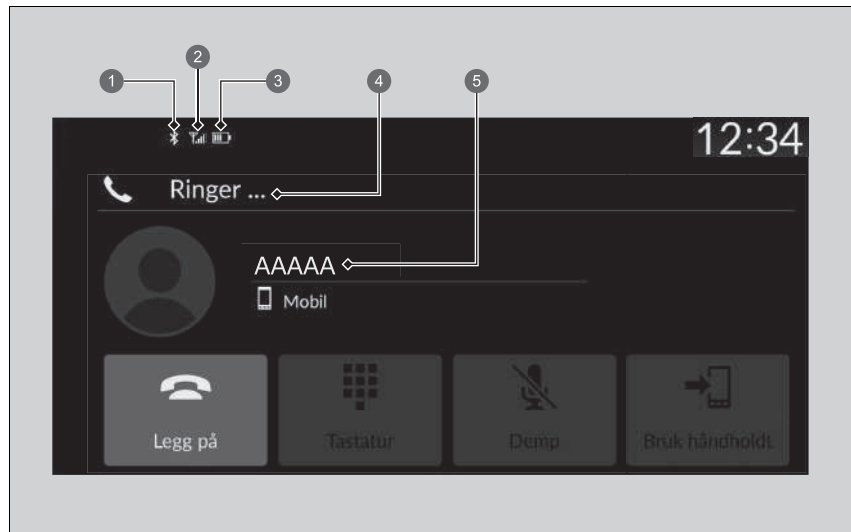 2
1
3
4
5
12:34
Ringer ...
AAAAA
Mobil
Legg på
Tastatur
Demp
Bruk håndholdt